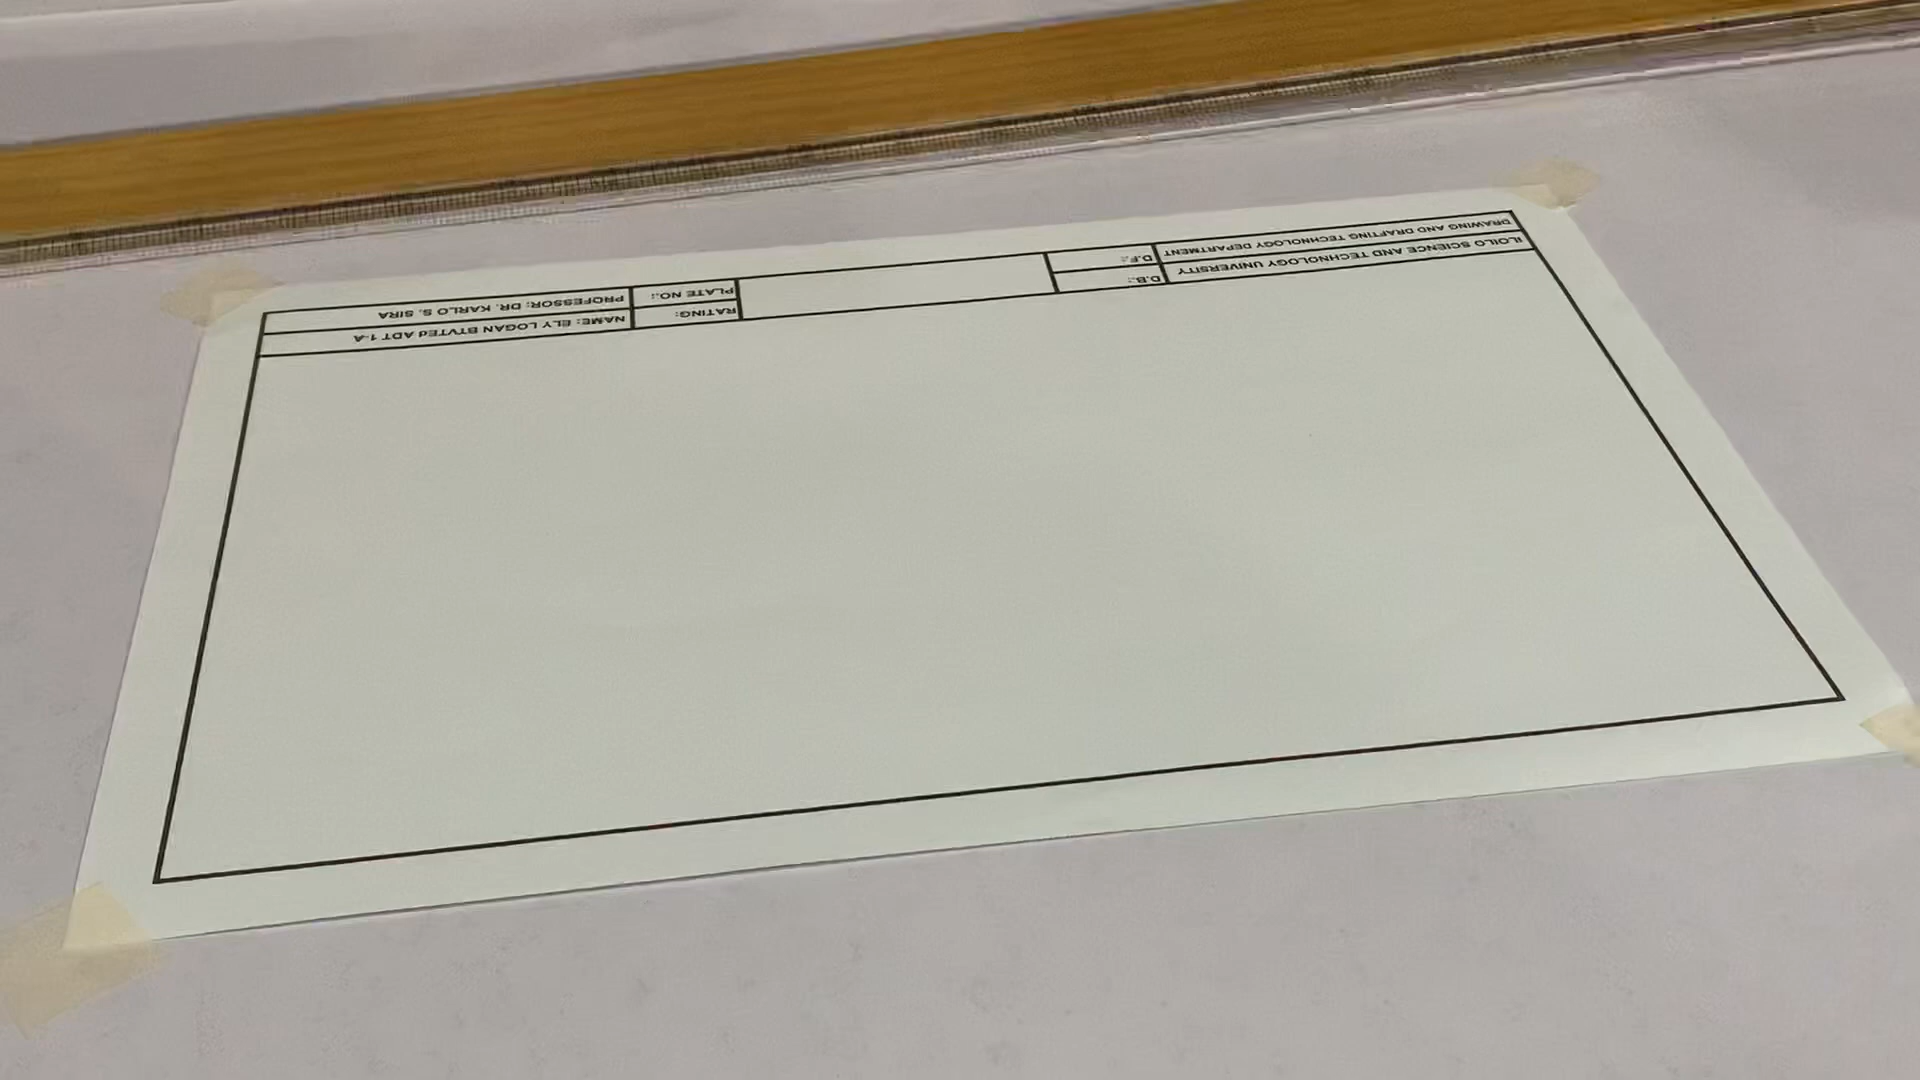 ILOILO SCIENCE AND TECHNOLOGY UNIVERSITY
DRAWING AND DRAFTING TECHNOLOGY DEPARTMENT
D.B.:
D.F.:
RATING:
PLATE NO.:
NAME: ELY LOGAN BTVTEd ADT 1-A
PROFESSOR: DR. KARLO S. SIRA